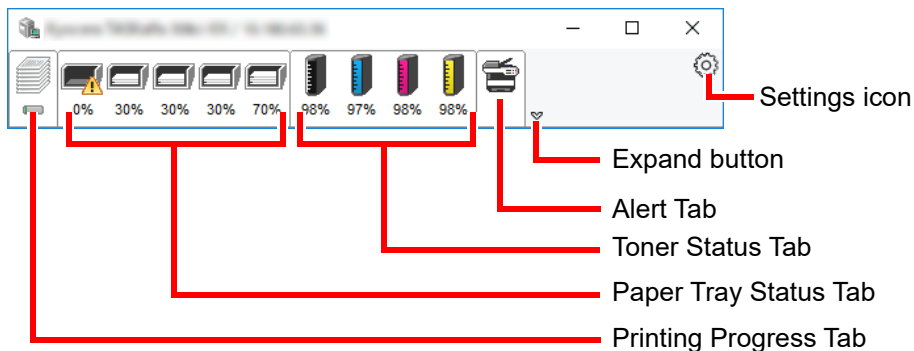 0% 30% 30% 30% 70% 98% 97% 98% 98%
Settings icon
Expand button
Alert Tab
Toner Status Tab
Paper Tray Status Tab
Printing Progress Tab